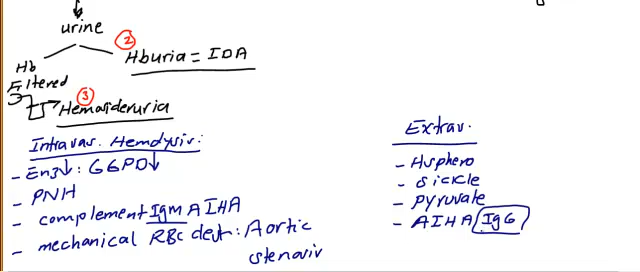 urine
② Hburia = IDA
Hb
Filtered
③ Hemosideruria
Intravas. Hemolysis:
- Enz↓: G6PD↓
- PNH
- complement IgM AIHA
- mechanical RBC destr: Aortic
stenosis
Extrav.
- Hsphero
- Sickle
- pyruvate
- AIHA IgG